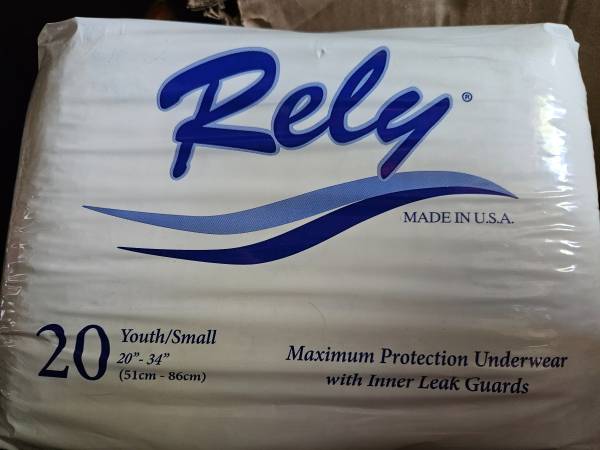 Rely®
MADE IN U.S.A.
20
Youth/Small
20”- 34”
(51cm - 86cm)
Maximum Protection Underwear
with Inner Leak Guards